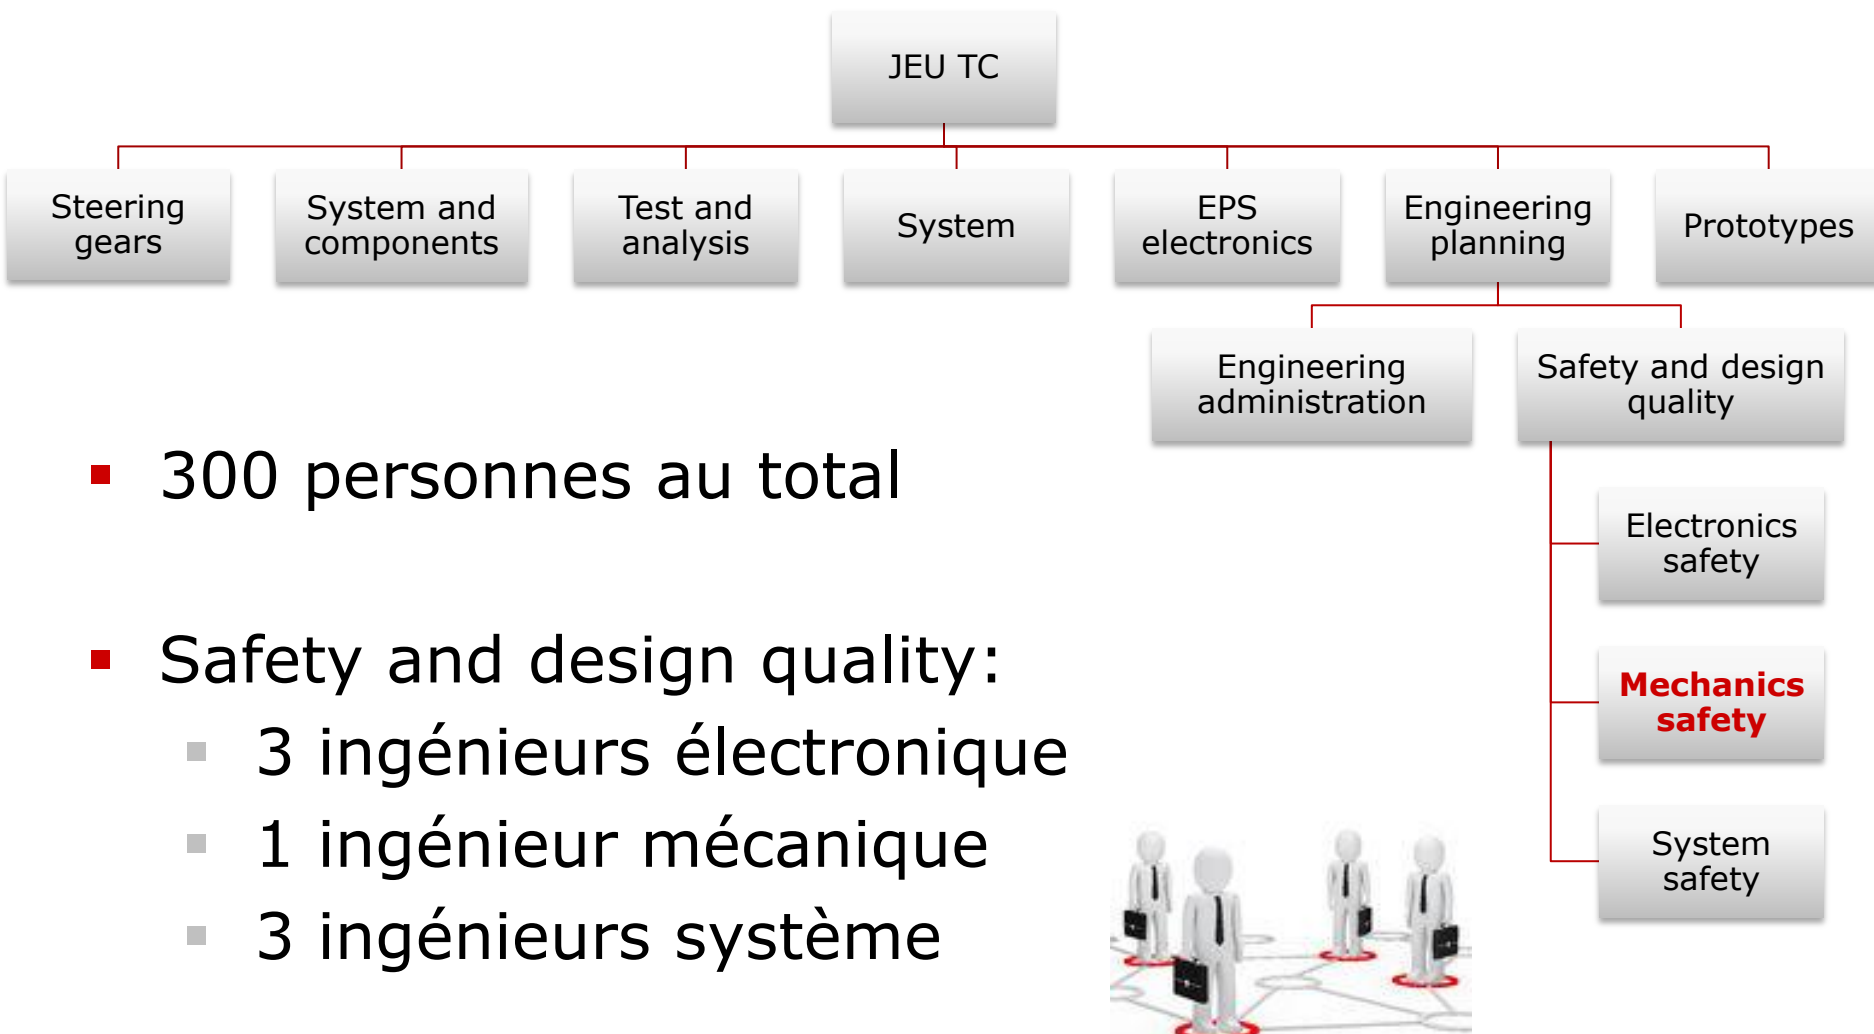 JEU TC
Steering
gears
System and
components
Test and
analysis
System
EPS
electronics
Engineering
planning
Prototypes
Engineering
administration
Safety and design
quality
Electronics
safety
Mechanics
safety
System
safety
300 personnes au total
Safety and design quality:
3 ingénieurs électronique
1 ingénieur mécanique
3 ingénieurs système